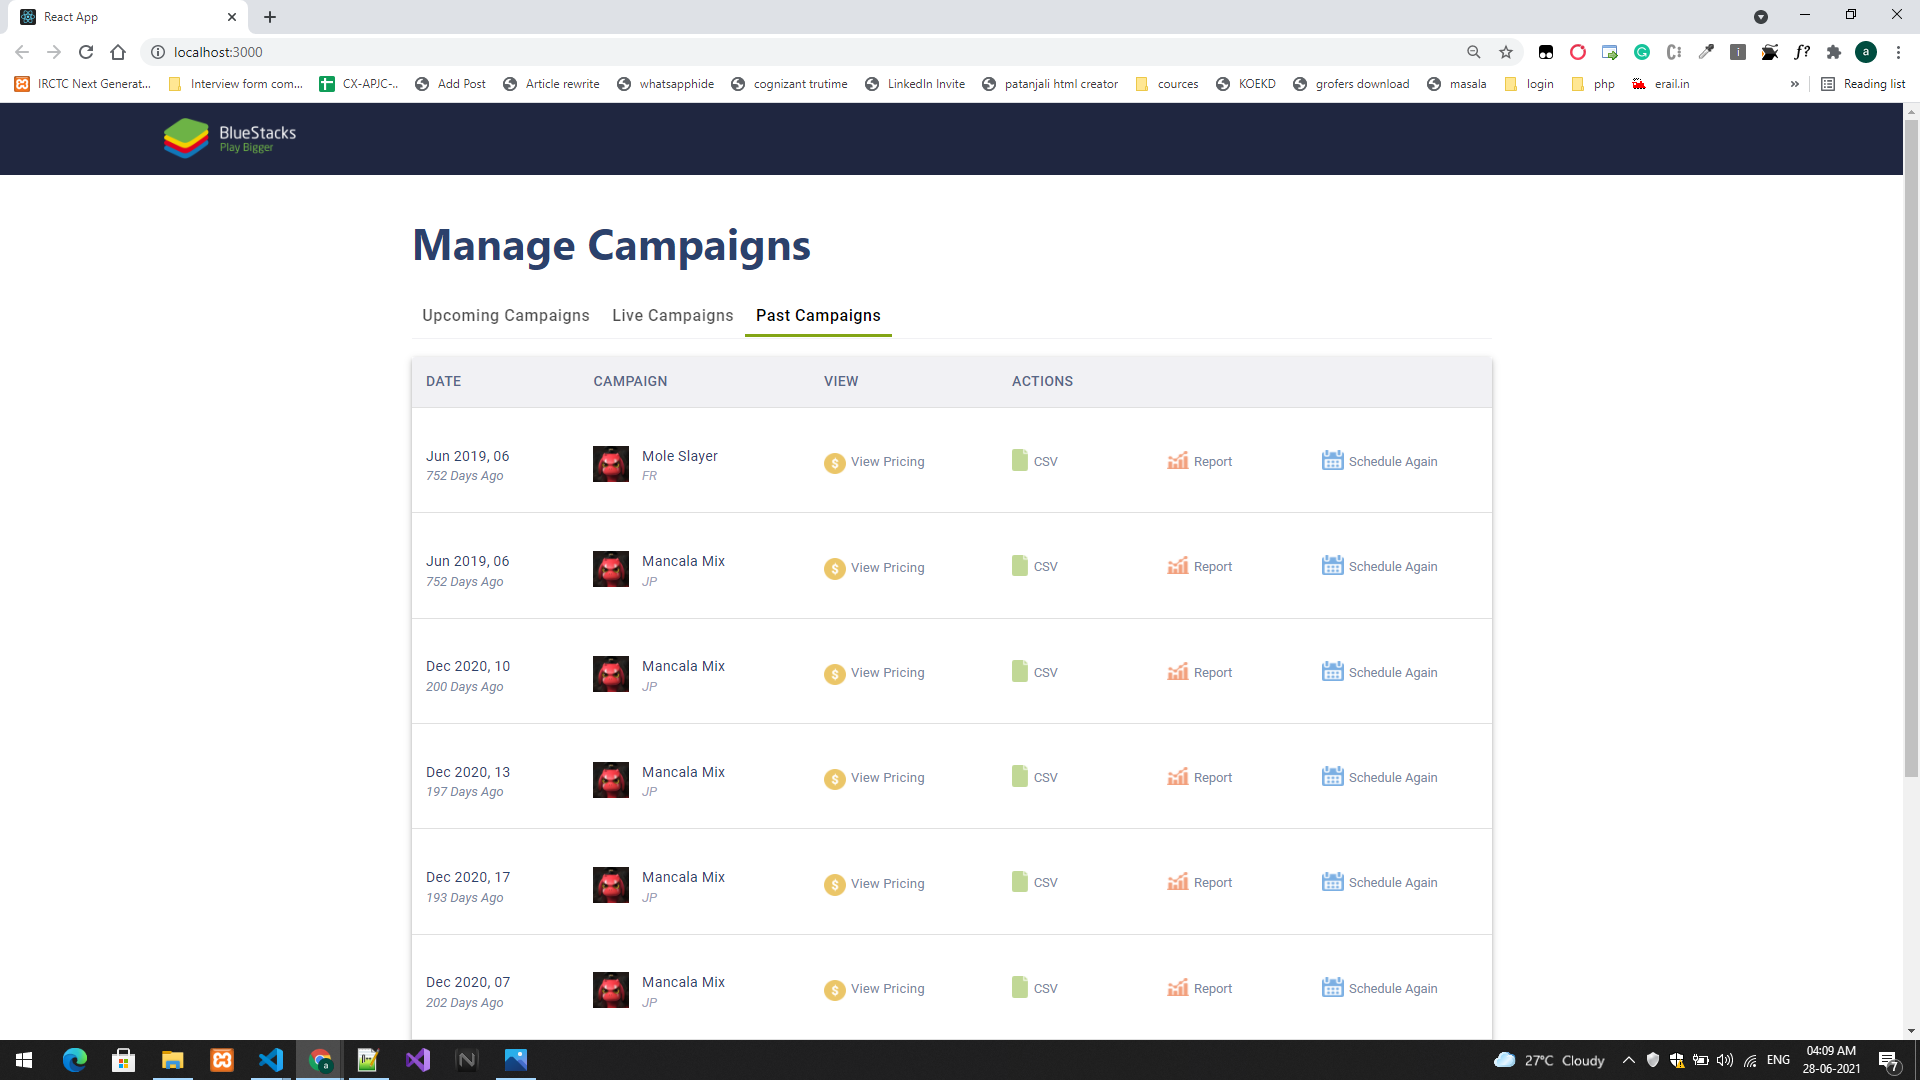 React App
localhost:3000
IRCTC Next Generat... Interview form com... CX-APJC-.. Add Post Article rewrite whatsapphide cognizant trutime LinkedIn Invite patanjali html creator cources KOEKD grofers download masala login php erail.in » Reading list
BlueStacks
Play Bigger
Manage Campaigns
Upcoming Campaigns Live Campaigns Past Campaigns
DATE CAMPAIGN VIEW ACTIONS
Jun 2019, 06 Mole Slayer
752 Days Ago FR View Pricing CSV Report Schedule Again
Jun 2019, 06 Mancala Mix
752 Days Ago JP View Pricing CSV Report Schedule Again
Dec 2020, 10 Mancala Mix
200 Days Ago JP View Pricing CSV Report Schedule Again
Dec 2020, 13 Mancala Mix
197 Days Ago JP View Pricing CSV Report Schedule Again
Dec 2020, 17 Mancala Mix
193 Days Ago JP View Pricing CSV Report Schedule Again
Dec 2020, 07 Mancala Mix
202 Days Ago JP View Pricing CSV Report Schedule Again
27°C Cloudy ENG 04:09 AM
28-06-2021 7